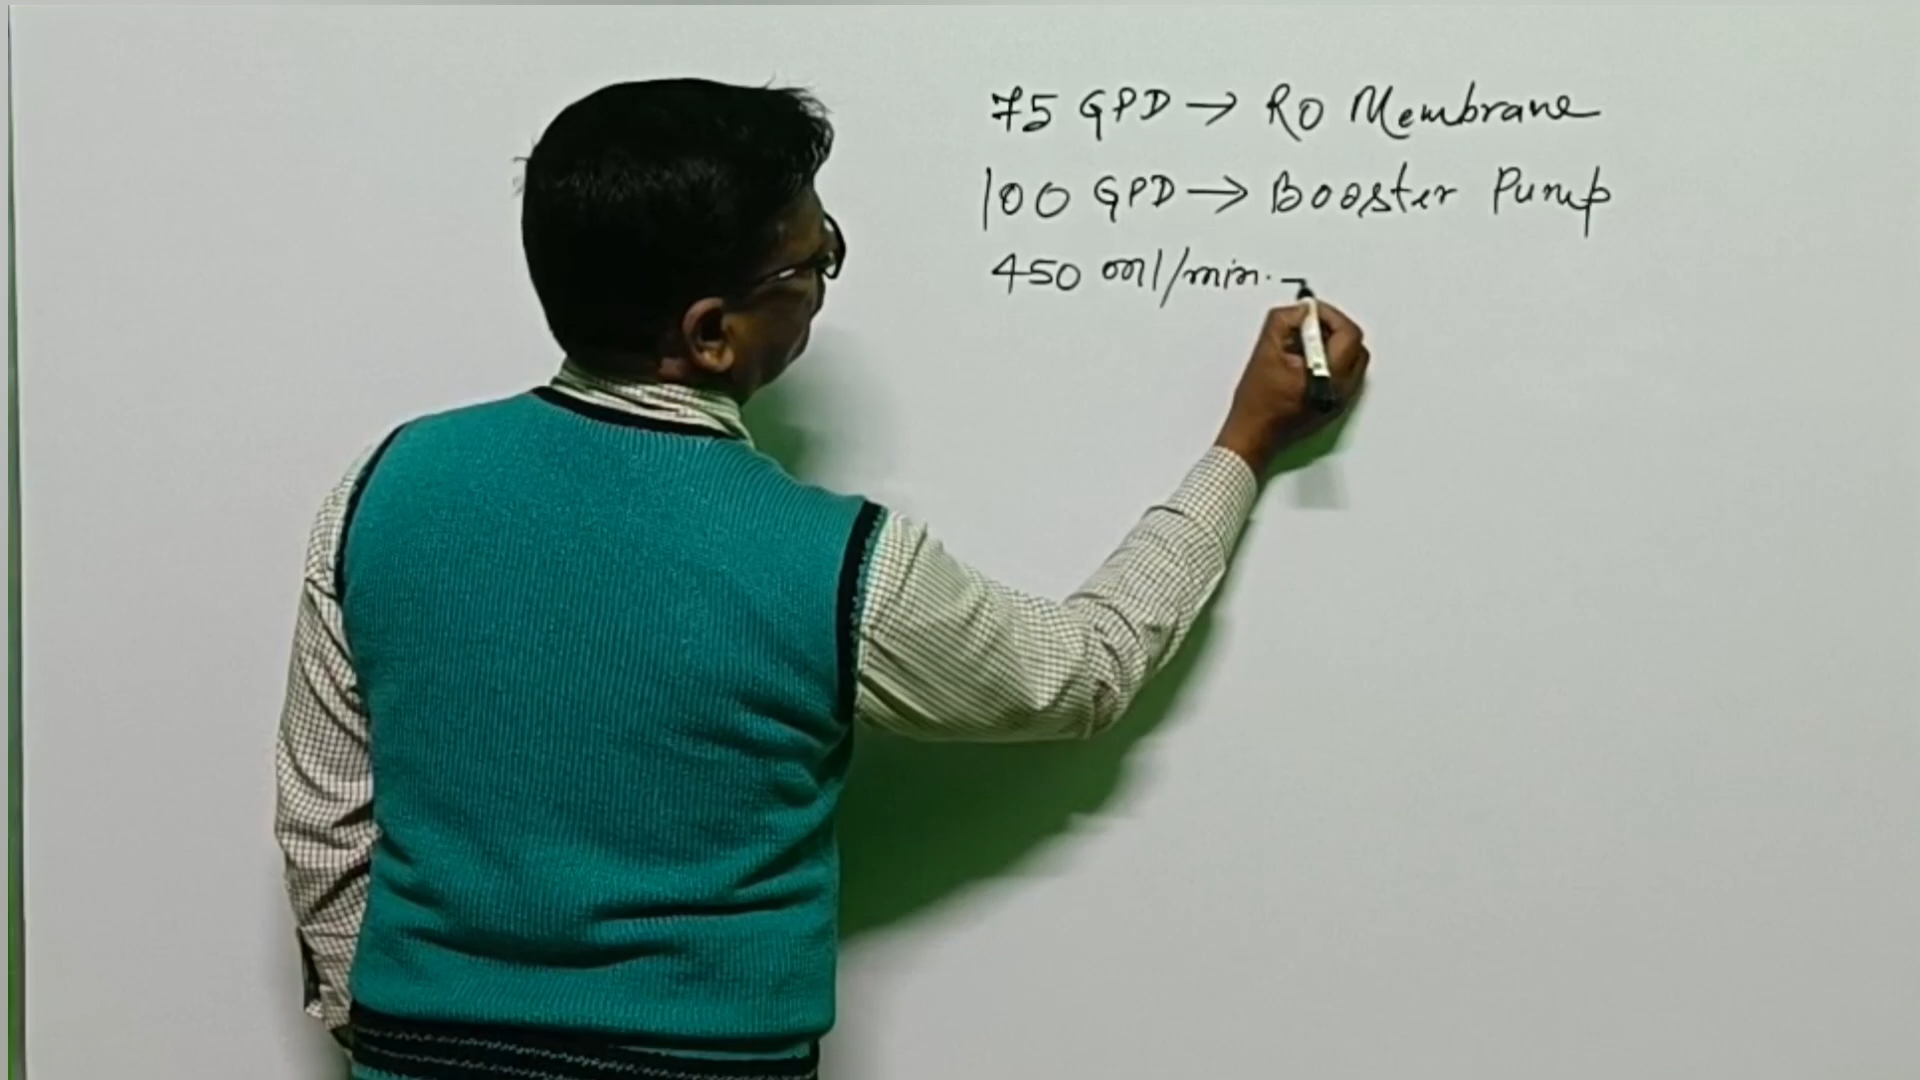 75 GPD → RO Membrane
100 GPD → Booster Pump
450 ml/min. →